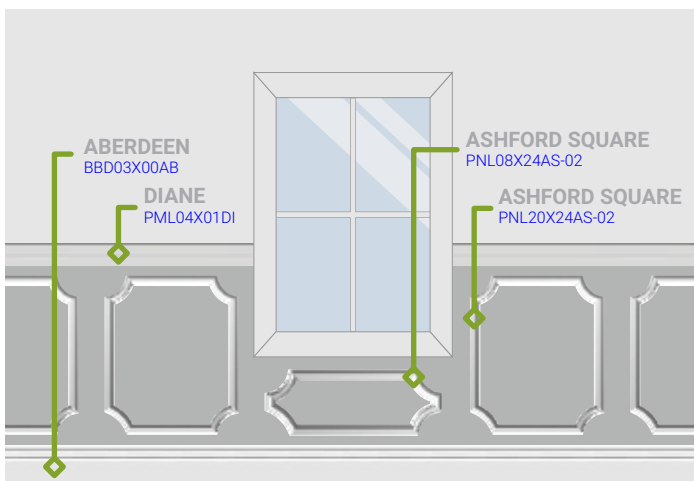 ABERDEEN
BBD03X00AB
DIANE
PML04X01DI
ASHFORD SQUARE
PNL08X24AS-02
ASHFORD SQUARE
PNL20X24AS-02